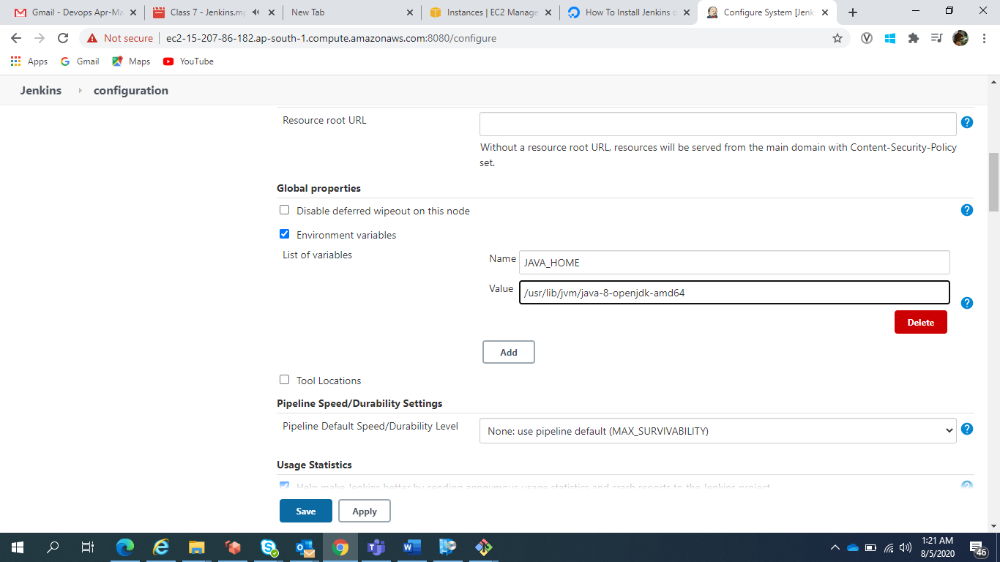 Gmail - Devops Apr-Ma
Class 7 - Jenkins.mp
New Tab
Instances | EC2 Manage
How To Install Jenkins o
Configure System [Jenk
Not secure
ec2-15-207-86-182.ap-south-1.compute.amazonaws.com:8080/configure
Apps
Gmail
Maps
YouTube
Jenkins
configuration
Resource root URL
Without a resource root URL, resources will be served from the main domain with Content-Security-Policy
set.
Global properties
Disable deferred wipeout on this node
Environment variables
List of variables
Name
JAVA_HOME
Value
/usr/lib/jvm/java-8-openjdk-amd64
Delete
Add
Tool Locations
Pipeline Speed/Durability Settings
Pipeline Default Speed/Durability Level
None: use pipeline default (MAX_SURVIVABILITY)
Usage Statistics
Help make Jenkins better by sending anonymous usage statistics and crash reports to the Jenkins project.
Save
Apply
1:21 AM
8/5/2020
46